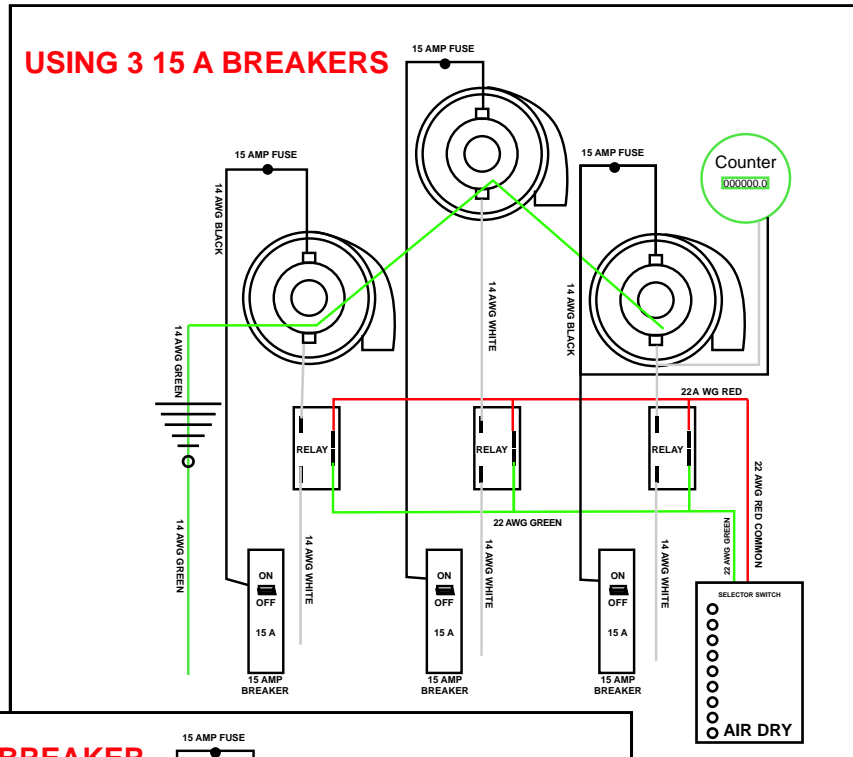 USING 3 15 A BREAKERS
15 AMP FUSE
15 AMP FUSE
15 AMP FUSE
Counter
000000.0
14 AWG BLACK
14 AWG WHITE
14 AWG BLACK
14 AWG GREEN
22A WG RED
RELAY
RELAY
RELAY
22 AWG GREEN
22 AWG RED COMMON
22 AWG GREEN
14 AWG GREEN
14 AWG WHITE
14 AWG WHITE
14 AWG WHITE
ON
OFF
15 A
15 AMP
BREAKER
ON
OFF
15 A
15 AMP
BREAKER
ON
OFF
15 A
15 AMP
BREAKER
SELECTOR SWITCH
AIR DRY
15 AMP FUSE
BREAKER